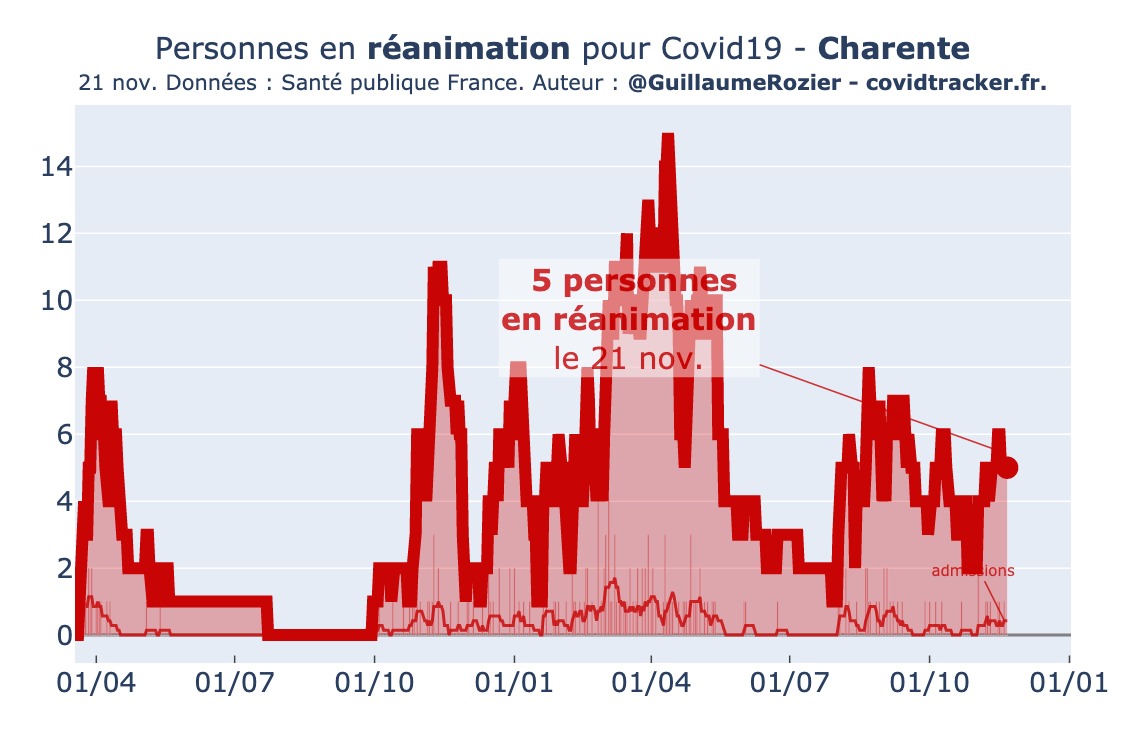 Personnes en réanimation pour Covid19 - Charente
21 nov. Données : Santé publique France. Auteur : @GuillaumeRozier - covidtracker.fr.
14
12
10
8
6
4
2
0
5 personnes
en réanimation
le 21 nov.
admissions
01/04 01/07 01/10 01/01 01/04 01/07 01/10 01/01